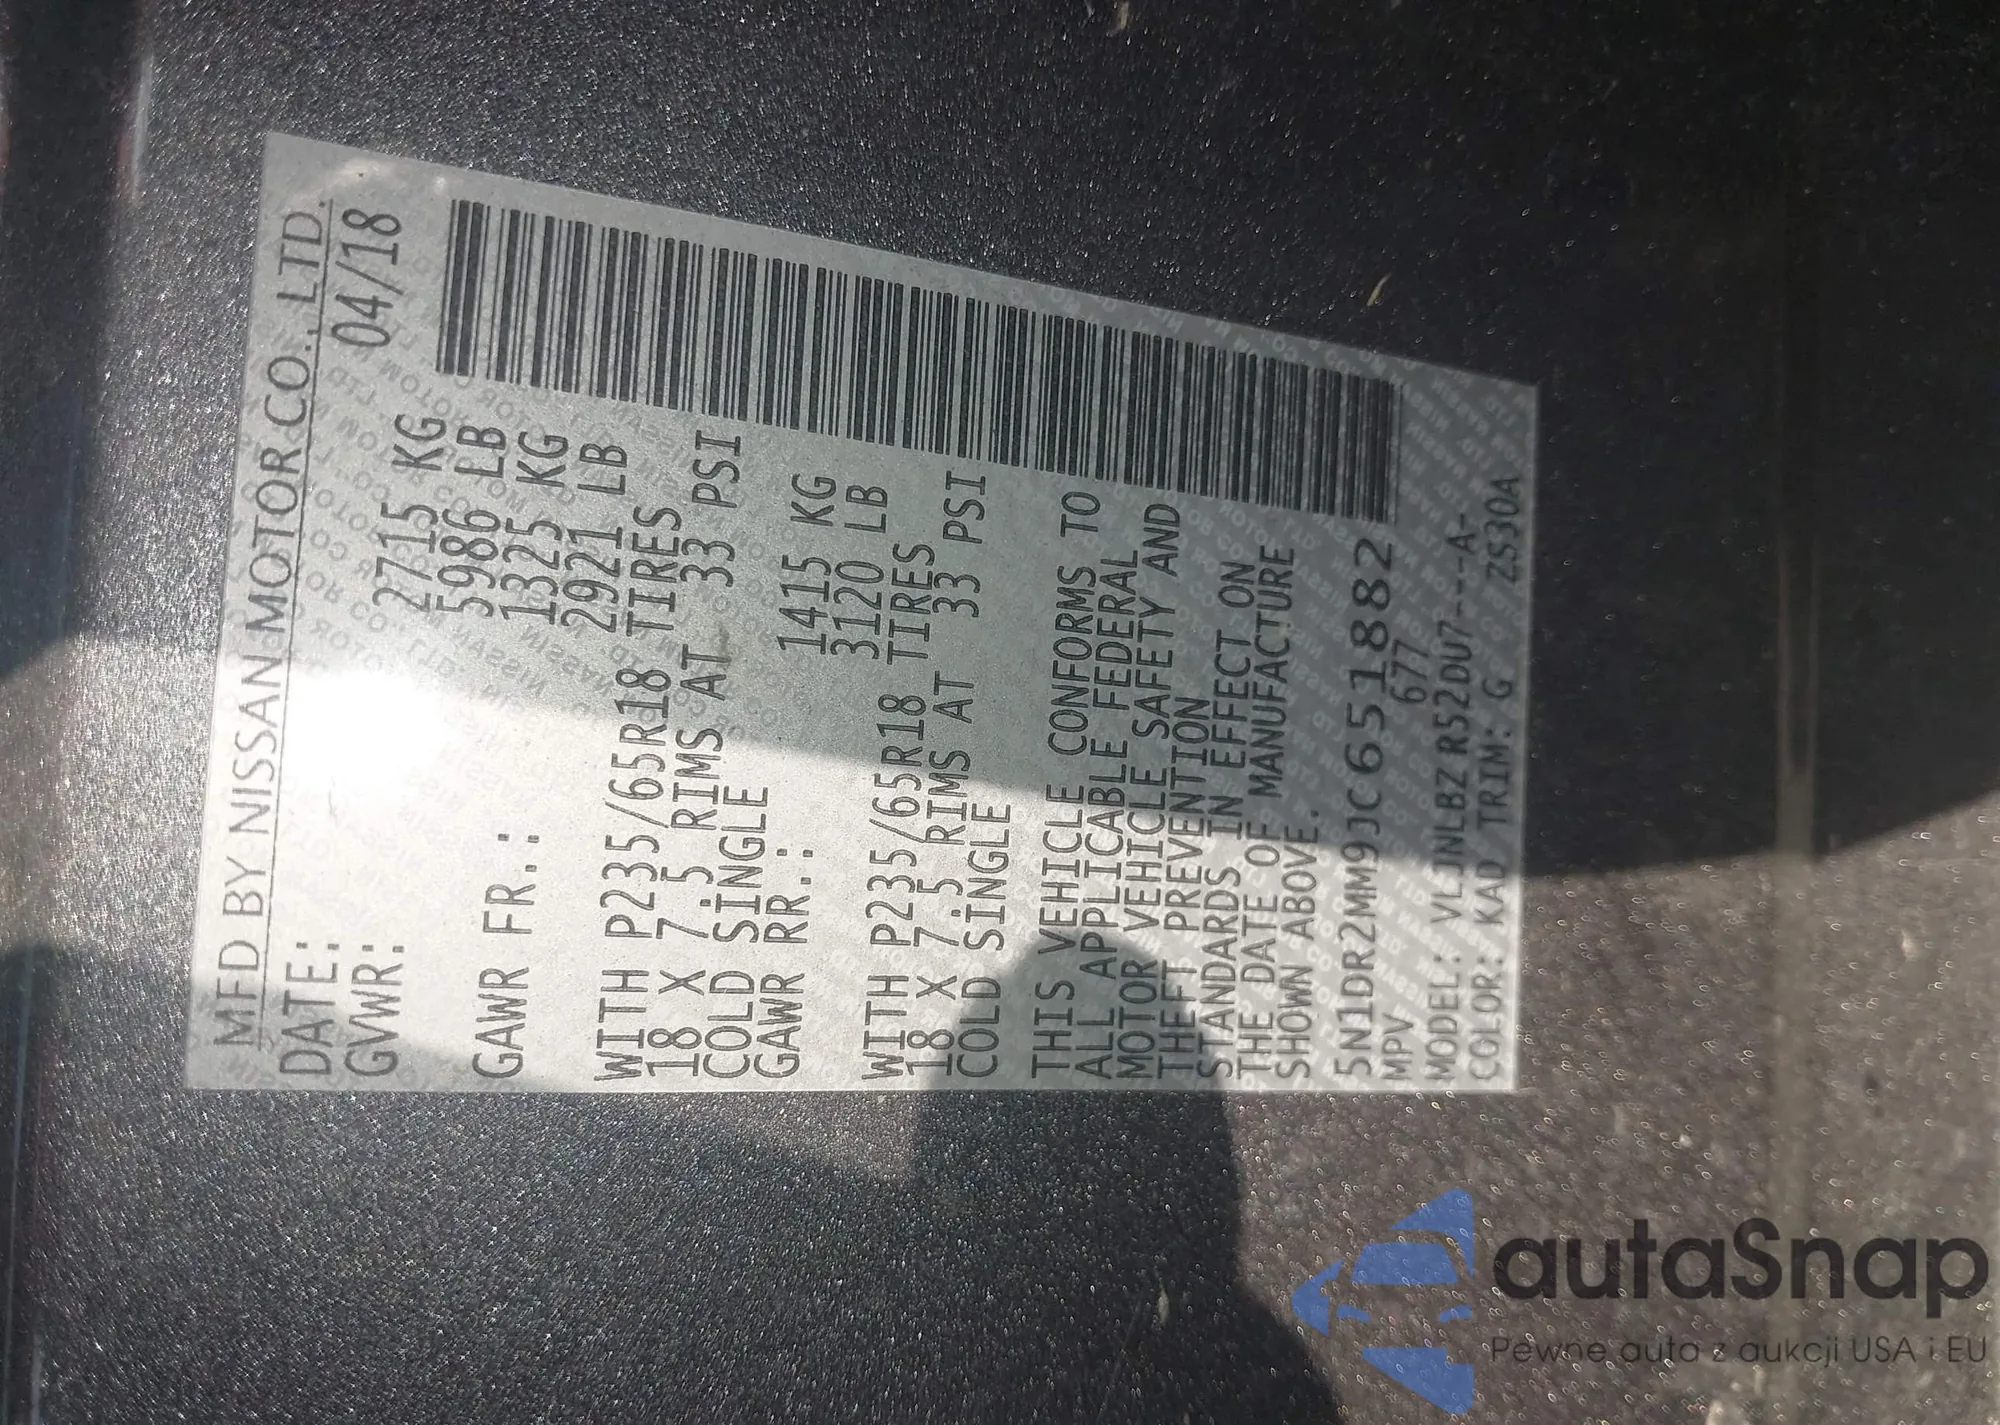 MFD BY NISSAN MOTOR CO., LTD.
DATE: 04/18
GVWR: 2715 KG
5986 LB
GAWR FR.: 1325 KG
2921 LB
WITH P235/65R18 TIRES
18 X 7.5 RIMS AT 33 PSI
COLD SINGLE
GAWR RR.: 1415 KG
3120 LB
WITH P235/65R18 TIRES
18 X 7.5 RIMS AT 33 PSI
COLD SINGLE
THIS VEHICLE CONFORMS TO
ALL APPLICABLE FEDERAL
MOTOR VEHICLE SAFETY AND
THEFT PREVENTION
STANDARDS IN EFFECT ON
THE DATE OF MANUFACTURE
SHOWN ABOVE.
5N1DR2MM9JC651882
MPV 677
MODEL: VLJNLBZ R52DU7---A-
COLOR: KAD TRIM: G ZS30A
autaSnap
Pewne auta z aukcji USA i EU